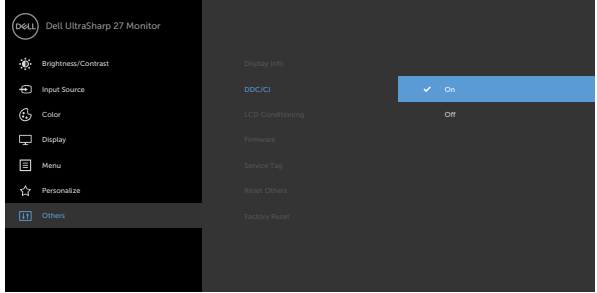 DELL Dell UltraSharp 27 Monitor
Brightness/Contrast
Input Source
Color
Display
Menu
Personalize
Others
Display Info
DDC/CI
LCD Conditioning
Firmware
Service Tag
Reset Others
Factory Reset
On
Off